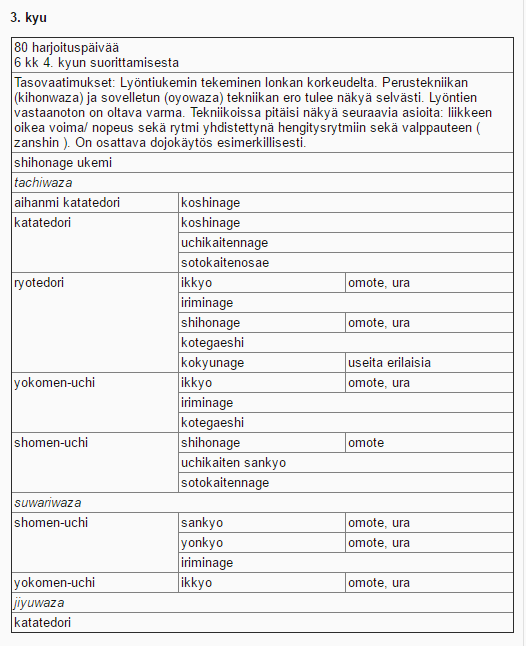 3. kyu
80 harjoituspäivää
6 kk 4. kyun suorittamisesta
Tasovaatimukset: Lyöntiukemin tekeminen lonkan korkeudelta. Perustekniikan
(kihonwaza) ja sovelletun (oyowaza) tekniikan ero tulee näkyä selvästi. Lyöntien
vastaanoton on oltava varma. Tekniikoissa pitäisi näkyä seuraavia asioita: liikkeen
oikea voima/ nopeus sekä rytmi yhdistettynä hengitysrytmiin sekä valppauteen (
zanshin ). On osattava dojokäytös esimerkillisesti.
shihonage ukemi
tachiwaza
aihanmi katatedori koshinage
katatedori koshinage
uchikaitennage
sotokaitenosae
ryotedori ikkyo omote, ura
iriminage
shihonage omote, ura
kotegaeshi
kokyunage useita erilaisia
yokomen-uchi ikkyo omote, ura
iriminage
kotegaeshi
shomen-uchi shihonage omote
uchikaiten sankyo
sotokaitennage
suwariwaza
shomen-uchi sankyo omote, ura
yonkyo omote, ura
iriminage
yokomen-uchi ikkyo omote, ura
jiyuwaza
katatedori